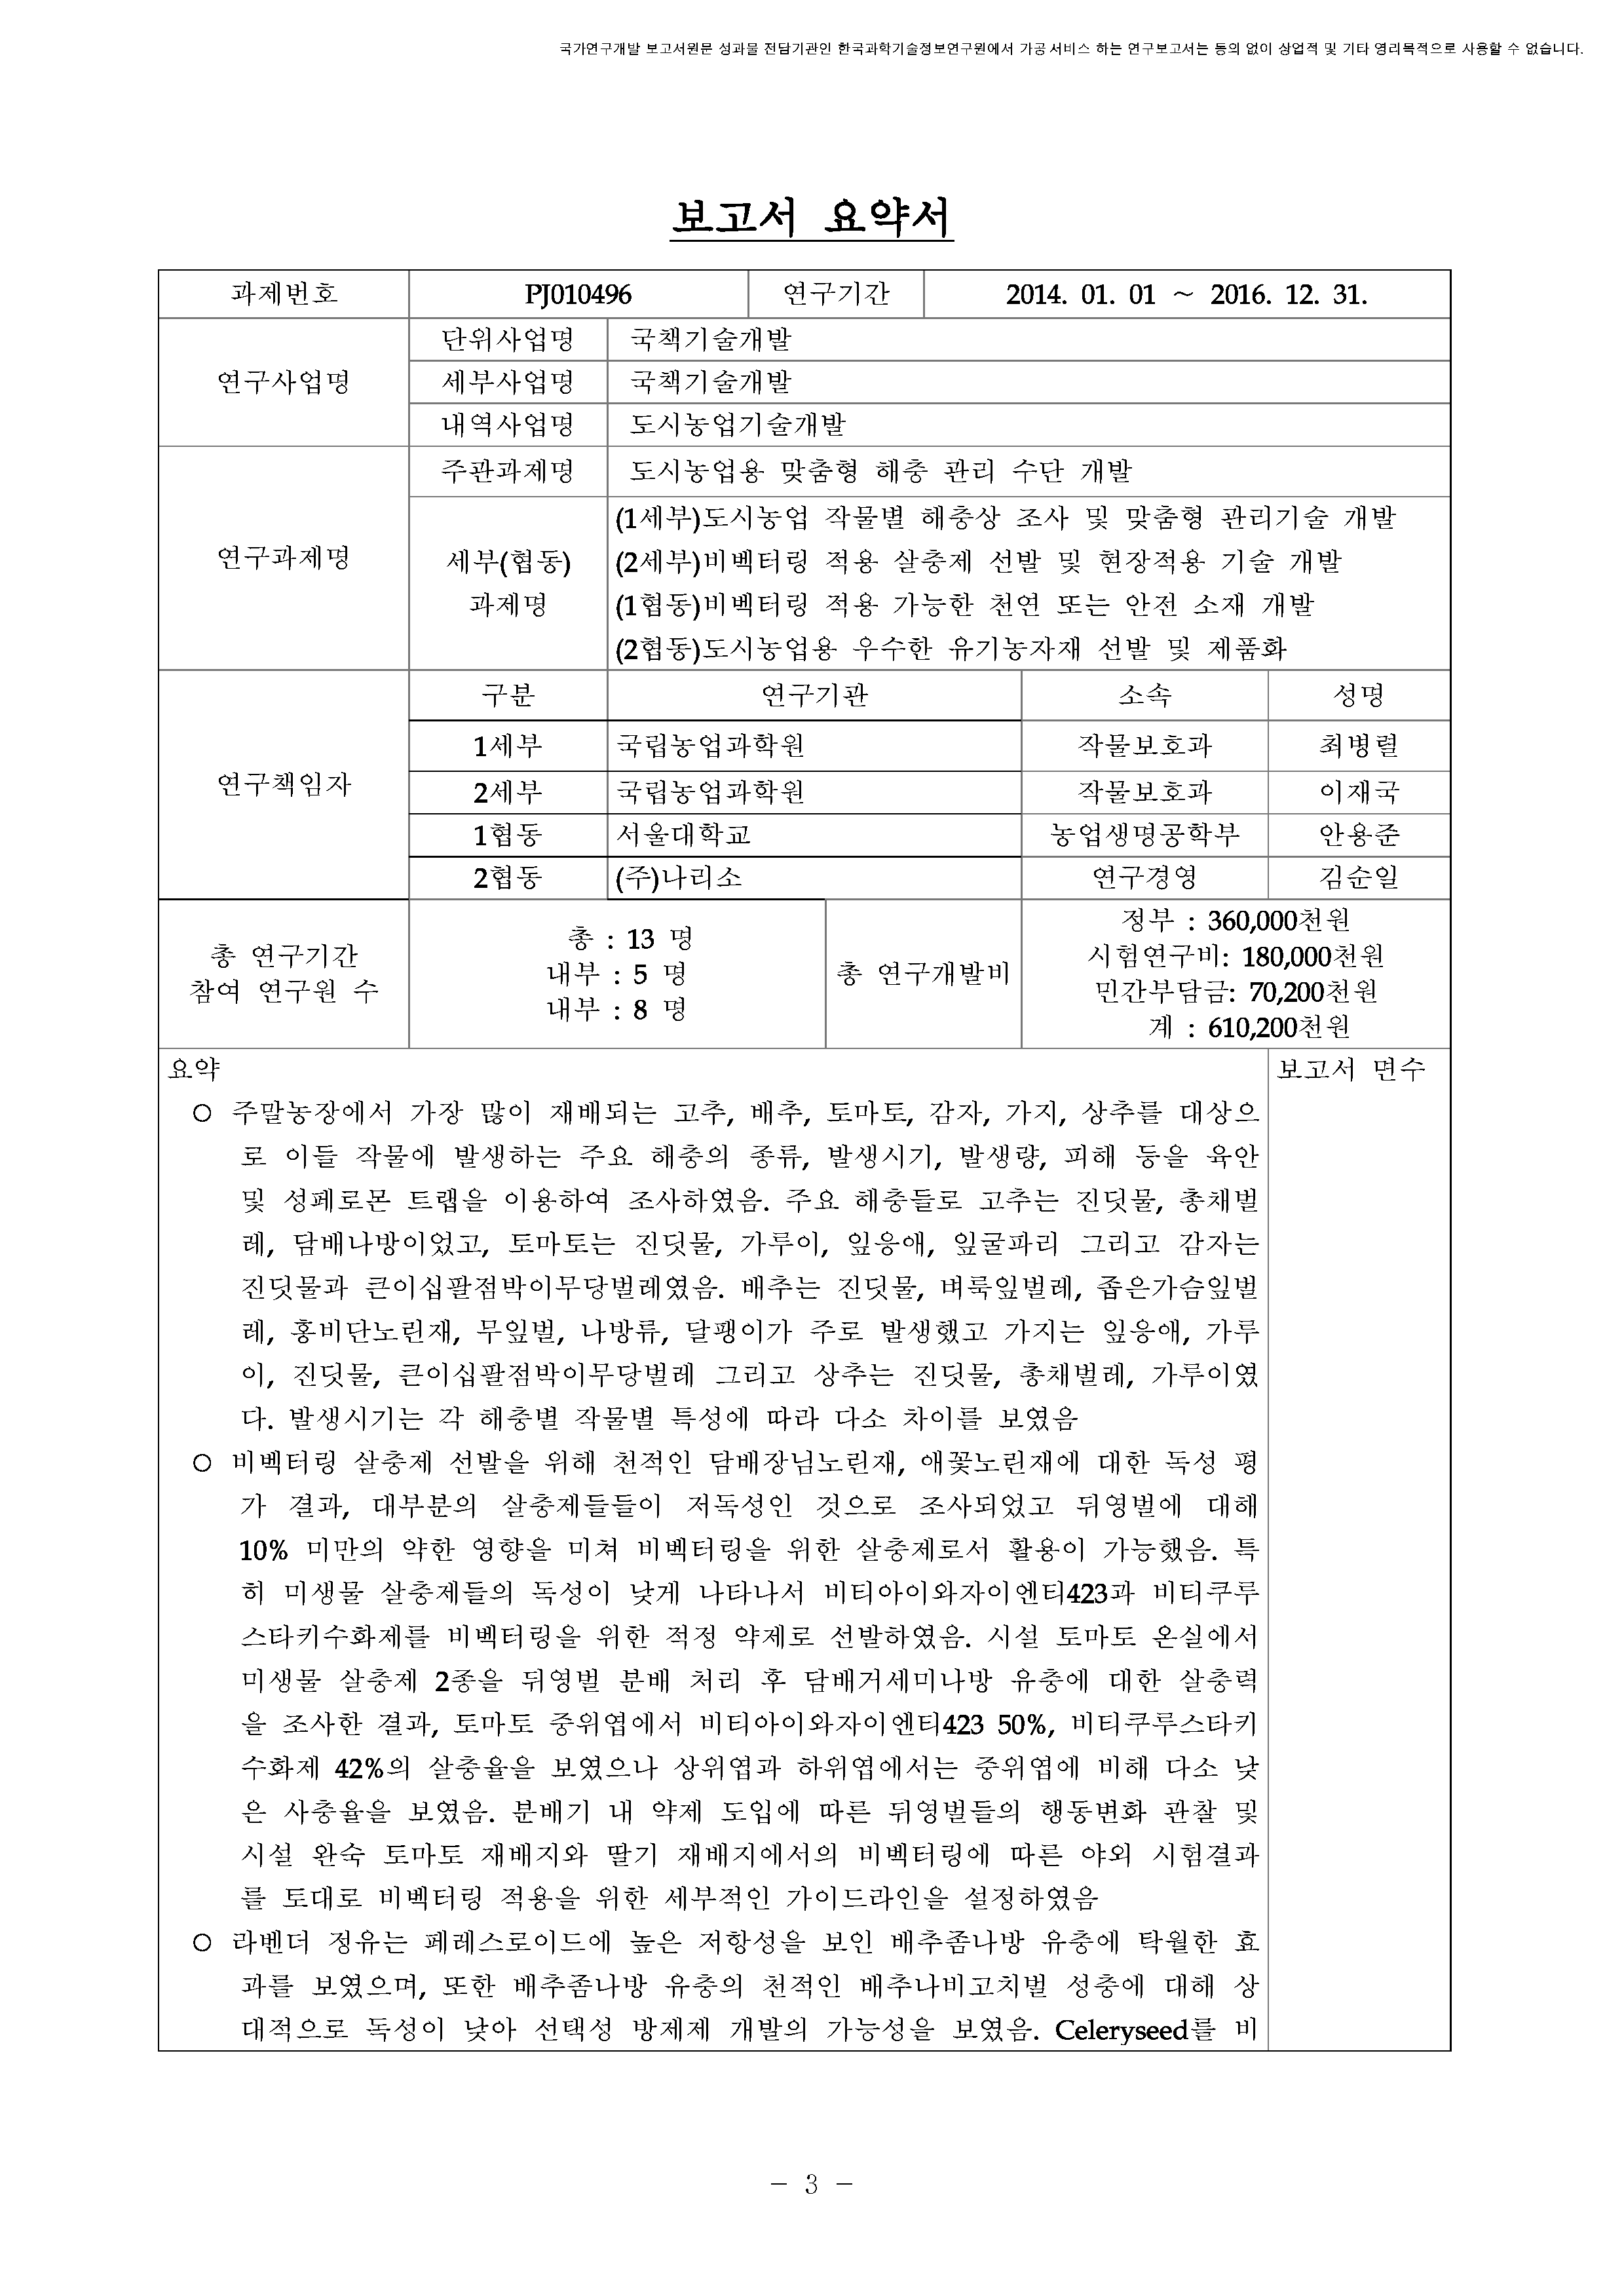 국가연구개발 보고서원문 성과물 전담기관인 한국과학기술정보연구원에서 가공·서비스 하는 연구보고서는 동의 없이 상업적 및 기타 영리목적으로 사용할 수 없습니다.
보고서 요약서
과제번호 PJ010496 연구기간 2014. 01. 01 ~ 2016. 12. 31.
연구사업명
단위사업명 국책기술개발
세부사업명 국책기술개발
내역사업명 도시농업기술개발
연구과제명
주관과제명 도시농업용 맞춤형 해충 관리 수단 개발
세부(협동)
과제명
(1세부)도시농업 작물별 해충상 조사 및 맞춤형 관리기술 개발
(2세부)비벡터링 적용 살충제 선발 및 현장적용 기술 개발
(1협동)비벡터링 적용 가능한 천연 또는 안전 소재 개발
(2협동)도시농업용 우수한 유기농자재 선발 및 제품화
연구책임자
구분 연구기관 소속 성명
1세부 국립농업과학원 작물보호과 최병렬
2세부 국립농업과학원 작물보호과 이재국
1협동 서울대학교 농업생명공학부 안용준
2협동 (주)나리소 연구경영 김순일
총 연구기간
참여 연구원 수
총 : 13 명
내부 : 5 명
내부 : 8 명
총 연구개발비
정부 : 360,000천원
시험연구비: 180,000천원
민간부담금: 70,200천원
계 : 610,200천원
요약 보고서 면수
○ 주말농장에서 가장 많이 재배되는 고추, 배추, 토마토, 감자, 가지, 상추를 대상으
로 이들 작물에 발생하는 주요 해충의 종류, 발생시기, 발생량, 피해 등을 육안
및 성페로몬 트랩을 이용하여 조사하였음. 주요 해충들로 고추는 진딧물, 총채벌
레, 담배나방이었고, 토마토는 진딧물, 가루이, 잎응애, 잎굴파리 그리고 감자는
진딧물과 큰이십팔점박이무당벌레였음. 배추는 진딧물, 벼룩잎벌레, 좁은가슴잎벌
레, 홍비단노린재, 무잎벌, 나방류, 달팽이가 주로 발생했고 가지는 잎응애, 가루
이, 진딧물, 큰이십팔점박이무당벌레 그리고 상추는 진딧물, 총채벌레, 가루이였
다. 발생시기는 각 해충별 작물별 특성에 따라 다소 차이를 보였음
○ 비벡터링 살충제 선발을 위해 천적인 담배장님노린재, 애꽃노린재에 대한 독성 평
가 결과, 대부분의 살충제들들이 저독성인 것으로 조사되었고 뒤영벌에 대해
10% 미만의 약한 영향을 미쳐 비벡터링을 위한 살충제로서 활용이 가능했음. 특
히 미생물 살충제들의 독성이 낮게 나타나서 비티아이와자이엔티423과 비티쿠루
스타키수화제를 비벡터링을 위한 적정 약제로 선발하였음. 시설 토마토 온실에서
미생물 살충제 2종을 뒤영벌 분배 처리 후 담배거세미나방 유충에 대한 살충력
을 조사한 결과, 토마토 중위엽에서 비티아이와자이엔티423 50%, 비티쿠루스타키
수화제 42%의 살충율을 보였으나 상위엽과 하위엽에서는 중위엽에 비해 다소 낮
은 사충율을 보였음. 분배기 내 약제 도입에 따른 뒤영벌들의 행동변화 관찰 및
시설 완숙 토마토 재배지와 딸기 재배지에서의 비벡터링에 따른 야외 시험결과
를 토대로 비벡터링 적용을 위한 세부적인 가이드라인을 설정하였음
○ 라벤더 정유는 페레스로이드에 높은 저항성을 보인 배추좀나방 유충에 탁월한 효
과를 보였으며, 또한 배추좀나방 유충의 천적인 배추나비고치벌 성충에 대해 상
대적으로 독성이 낮아 선택성 방제제 개발의 가능성을 보였음. Celeryseed를 비
- 3 -